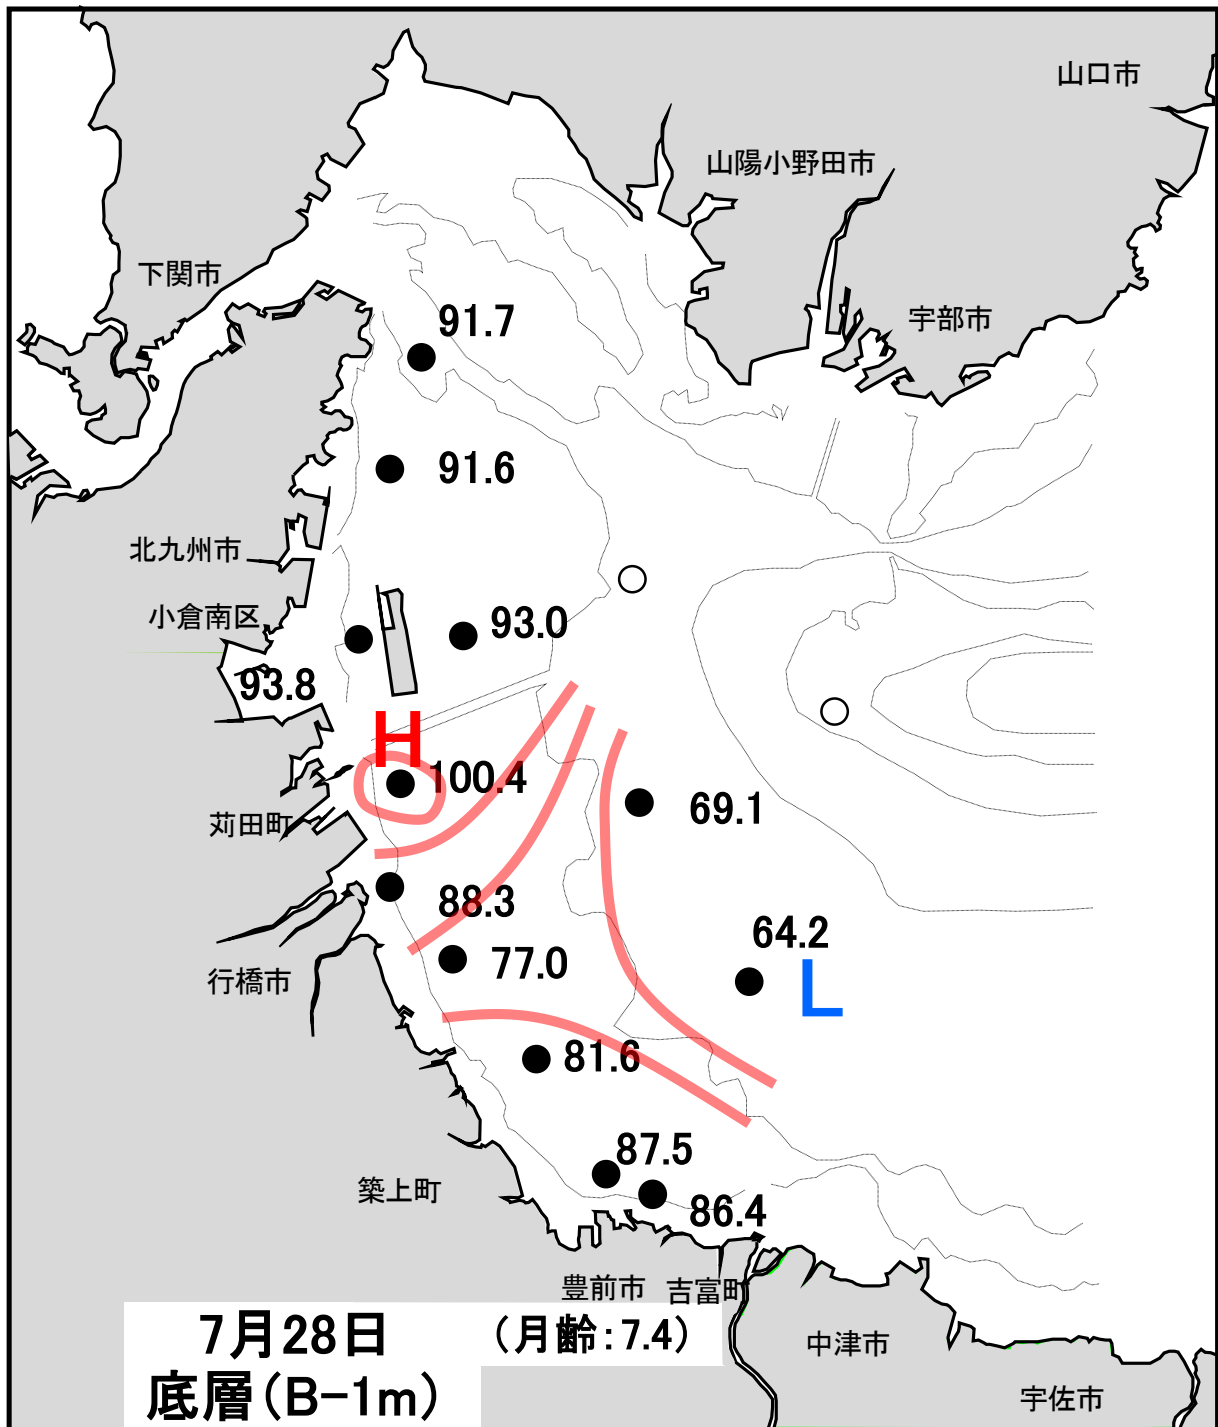 山口市
山陽小野田市
下関市
宇部市
91.7
91.6
北九州市
小倉南区
93.0
93.8
H
100.4
69.1
苅田町
88.3
64.2
77.0
L
行橋市
81.6
87.5
築上町
86.4
豊前市
吉富町
7月28日
(月齢:7.4)
中津市
底層(B-1m)
宇佐市